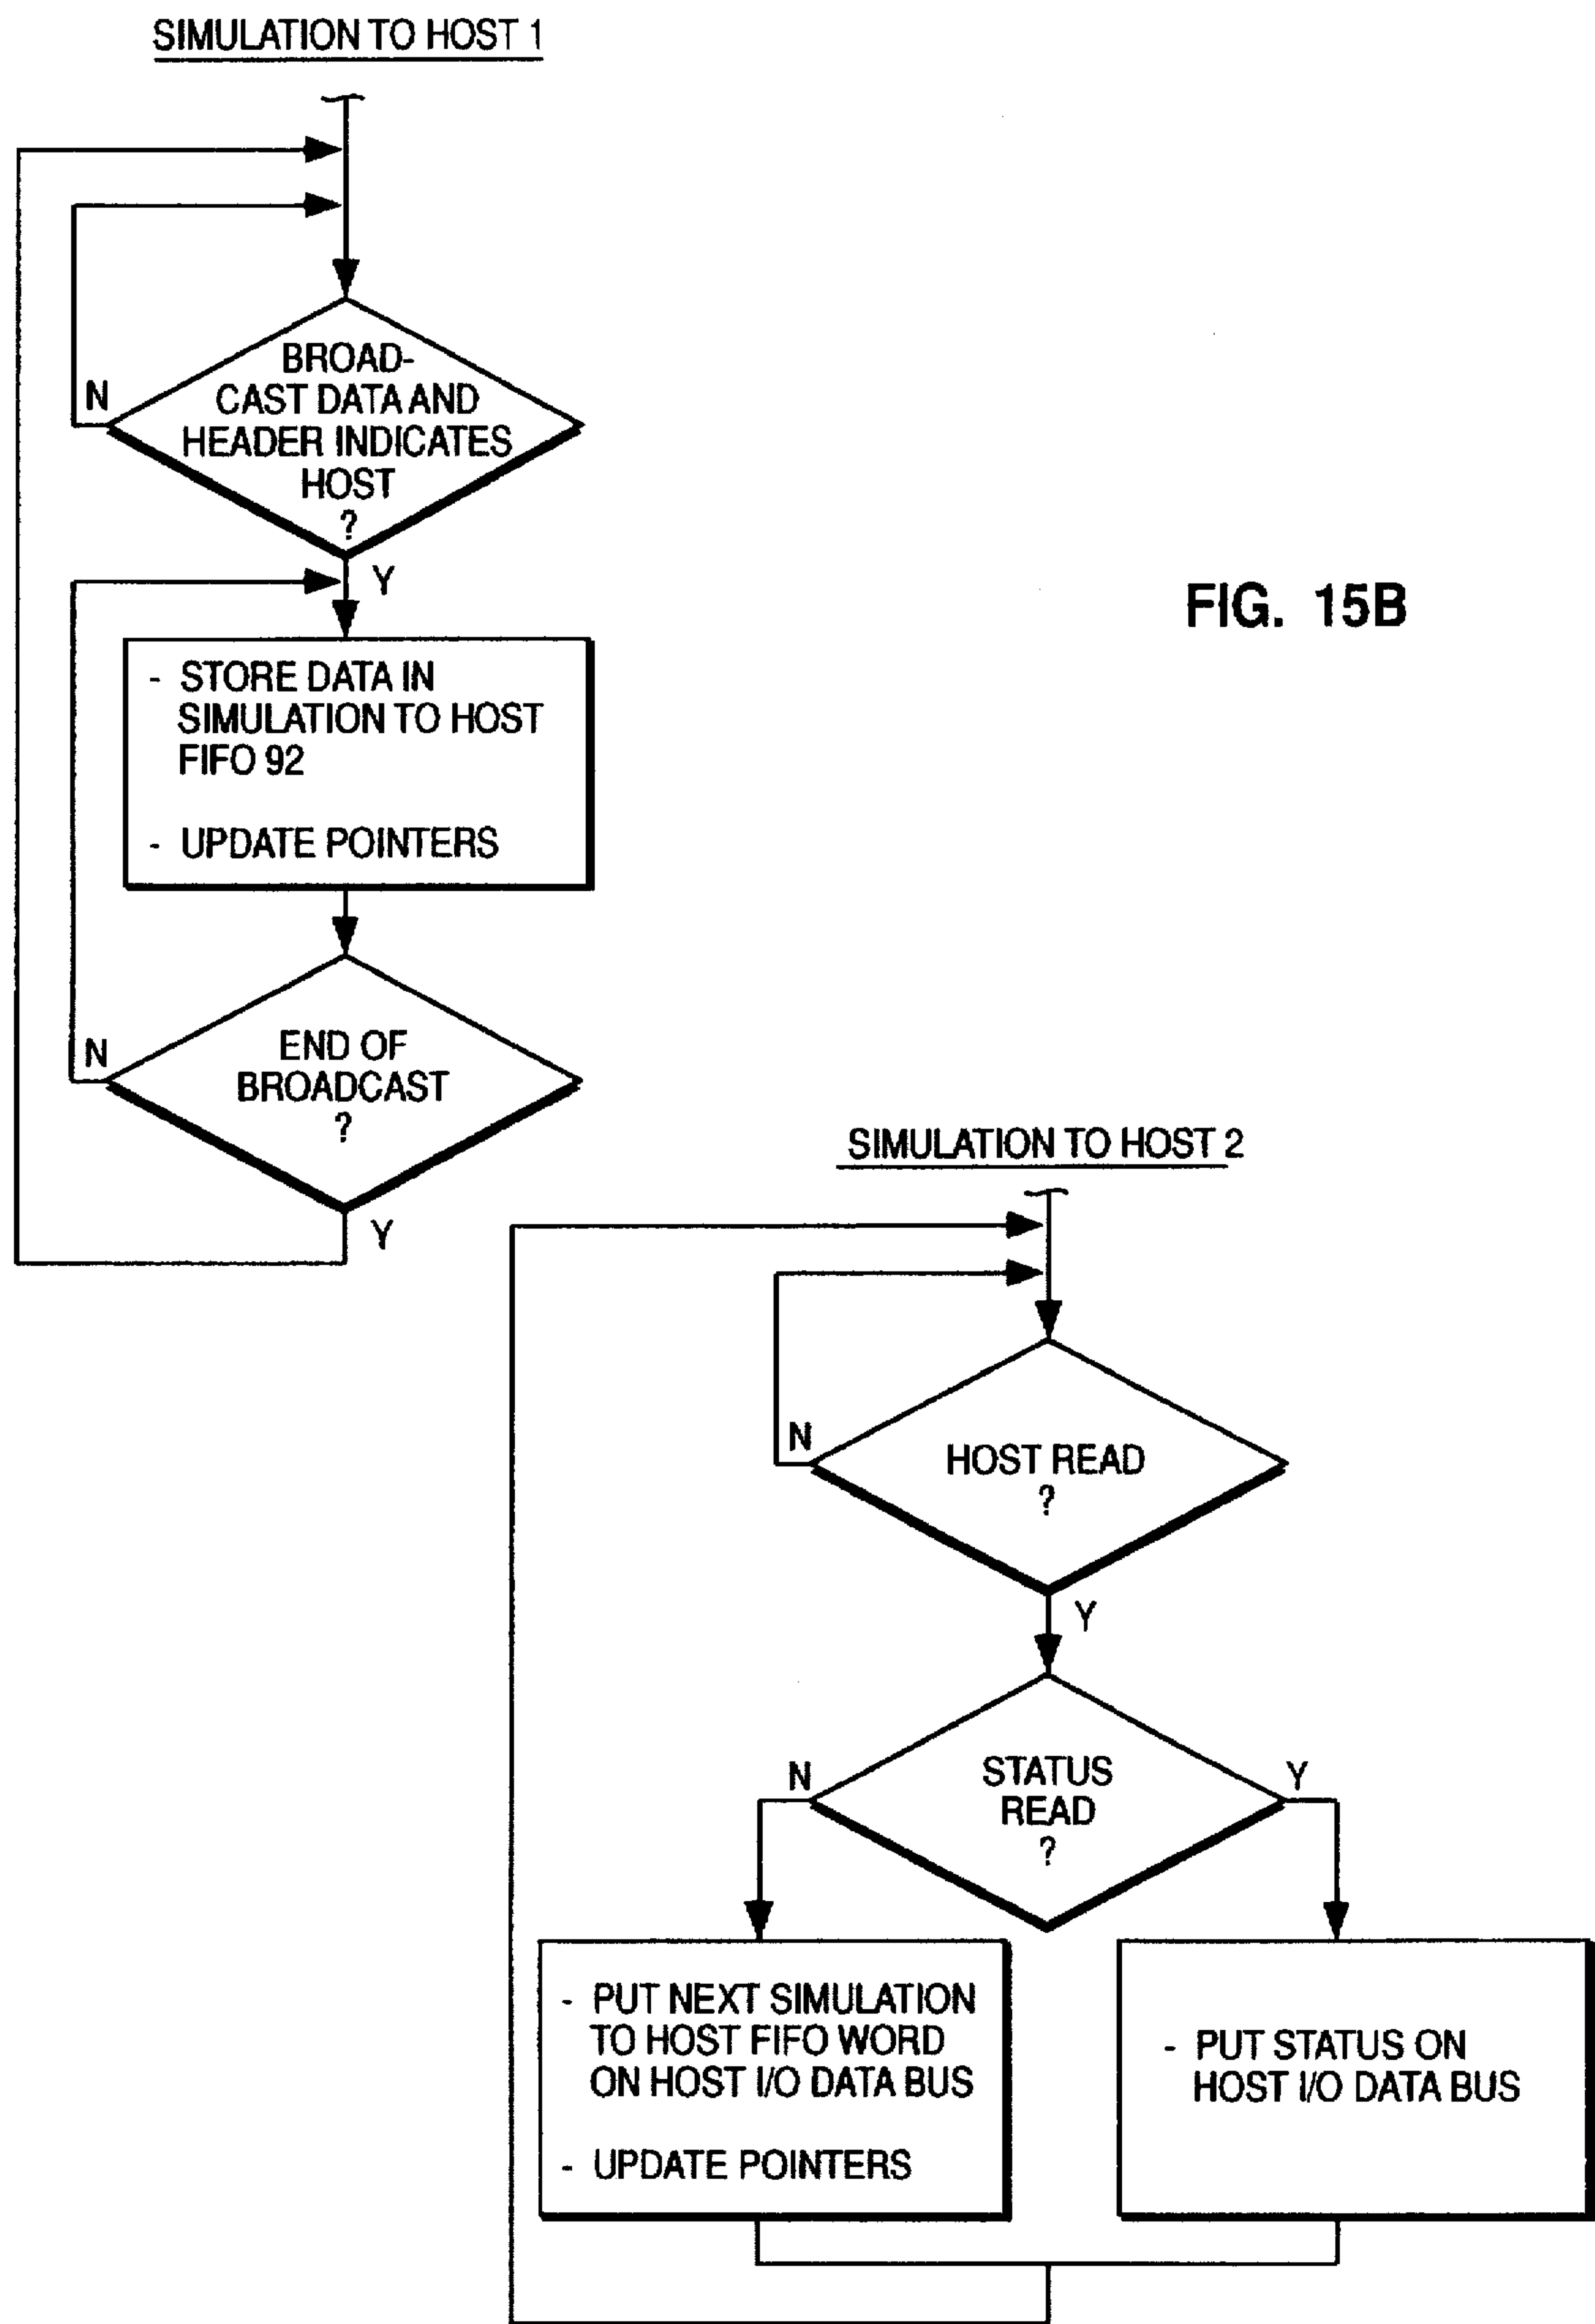 SIMULATION TO HOST 1
BROAD-
CAST DATA AND
HEADER INDICATES
HOST
?
N
Y
- STORE DATA IN
SIMULATION TO HOST
FIFO 92
- UPDATE POINTERS
END OF
BROADCAST
?
N
Y
FIG. 15B
SIMULATION TO HOST 2
HOST READ
?
N
Y
STATUS
READ
?
N
Y
- PUT NEXT SIMULATION
TO HOST FIFO WORD
ON HOST I/O DATA BUS
- UPDATE POINTERS
- PUT STATUS ON
HOST I/O DATA BUS